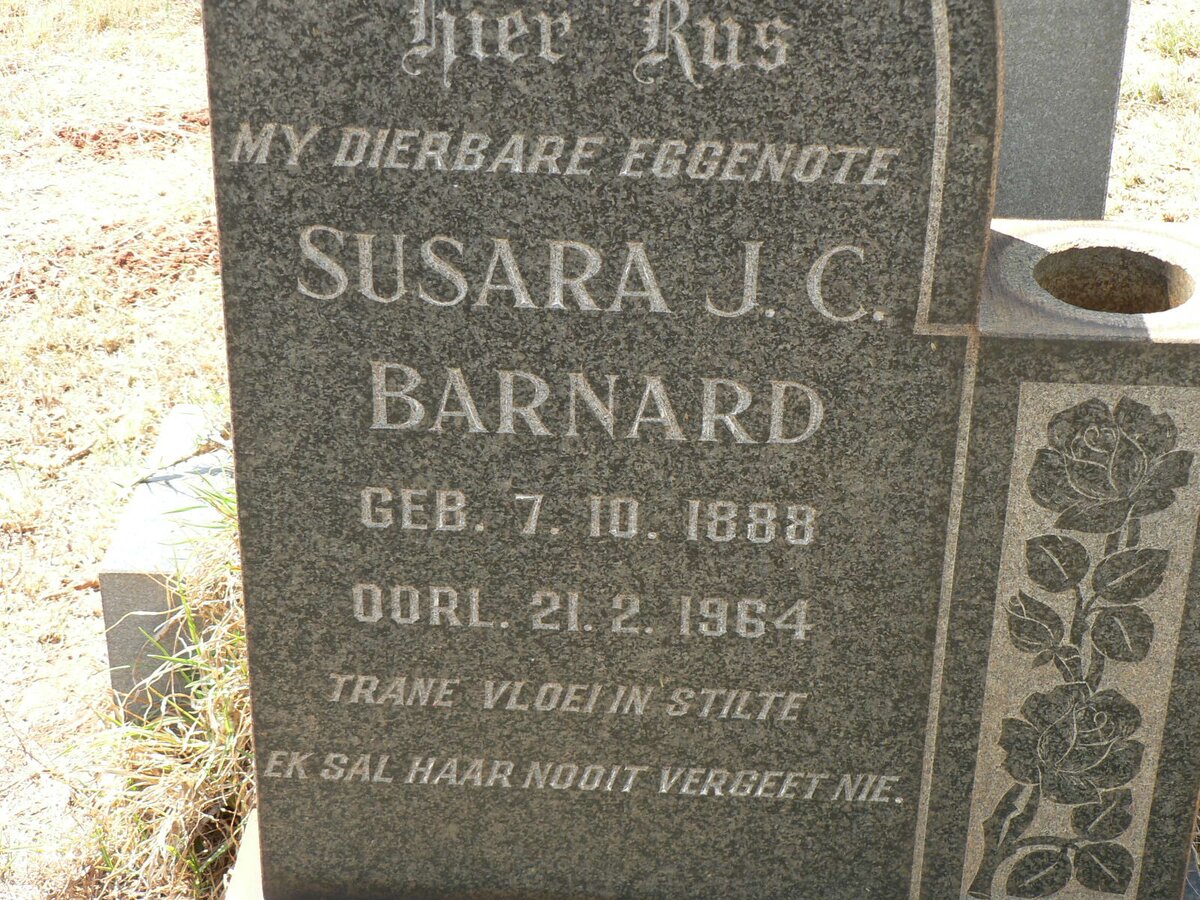 Hier Rus
MY DIERBARE EGGENOTE
SUSARA J. C.
BARNARD
GEB. 7. 10. 1888
OORL. 21. 2. 1964
TRANE VLOEI IN STILTE
EK SAL HAAR NOOIT VERGEET NIE.